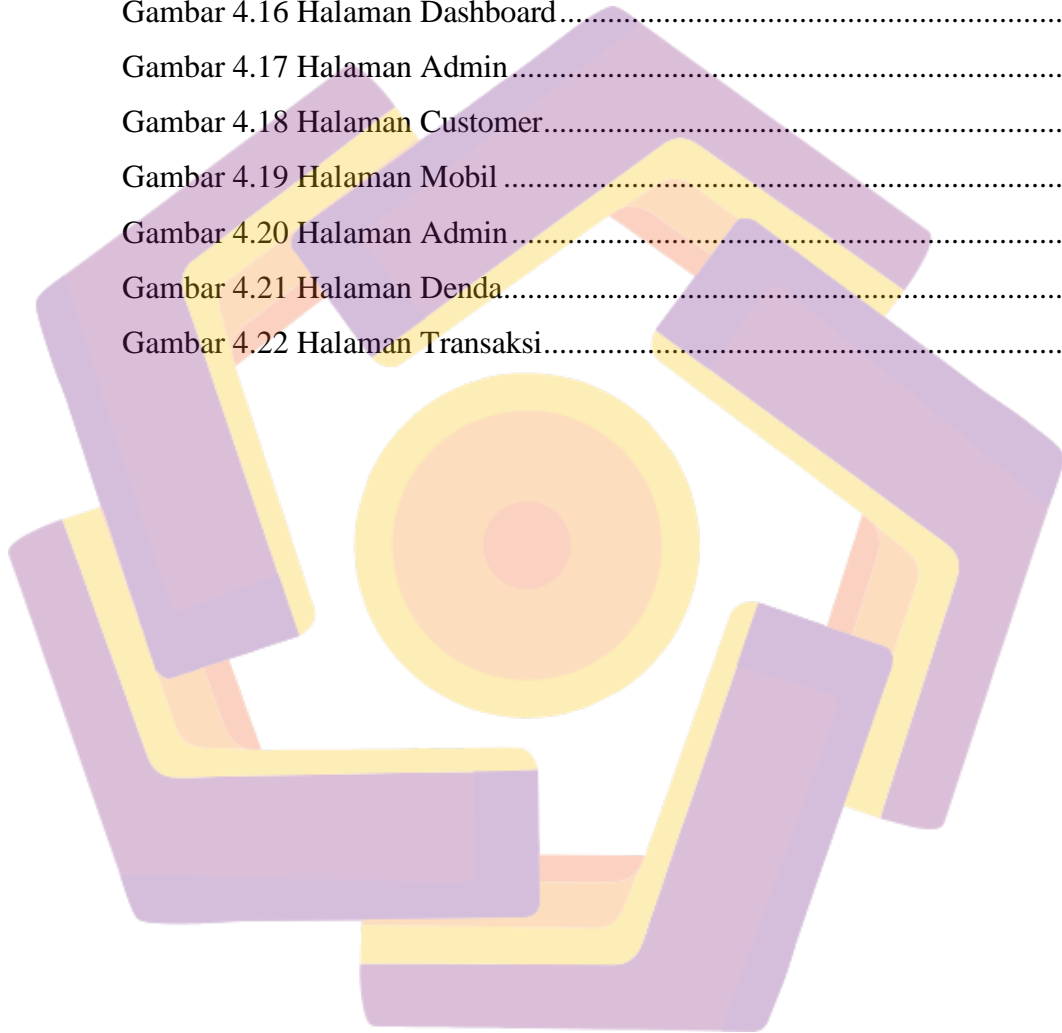 Gambar 4.16 Halaman Dashboard........................................................................
Gambar 4.17 Halaman Admin..............................................................................
Gambar 4.18 Halaman Customer..........................................................................
Gambar 4.19 Halaman Mobil ...............................................................................
Gambar 4.20 Halaman Admin..............................................................................
Gambar 4.21 Halaman Denda...............................................................................
Gambar 4.22 Halaman Transaksi..........................................................................